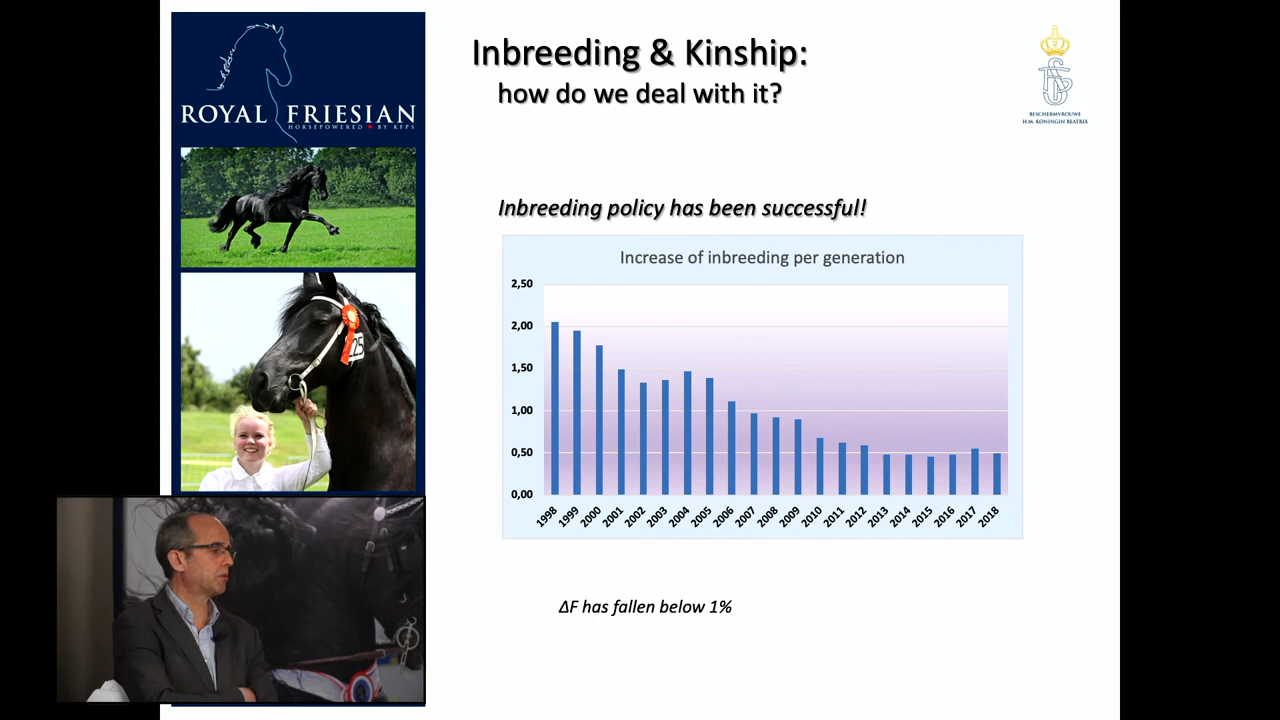 ROYAL FRIESIAN
HORSEPOWERED BY KFPS
225
Inbreeding & Kinship:
how do we deal with it?
BESCHERMVROUWE
H.M. KONINGIN BEATRIX
Inbreeding policy has been successful!
Increase of inbreeding per generation
2,50
2,00
1,50
1,00
0,50
0,00
1998 1999 2000 2001 2002 2003 2004 2005 2006 2007 2008 2009 2010 2011 2012 2013 2014 2015 2016 2017 2018
ΔF has fallen below 1%